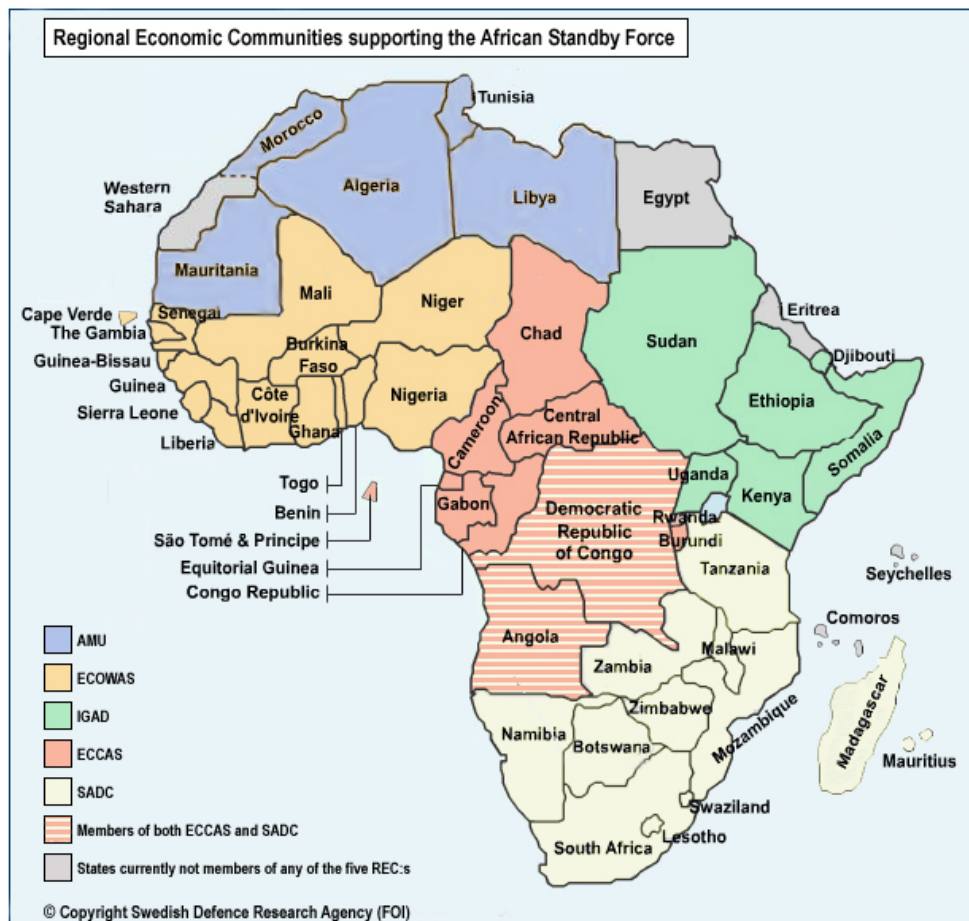 Regional Economic Communities supporting the African Standby Force
Tunisia
Morocco
Algeria
Libya
Egypt
Western
Sahara
Mauritania
Mali
Niger
Chad
Sudan
Eritrea
Djibouti
Cape Verde
Senegal
The Gambia
Guinea-Bissau
Guinea
Sierra Leone
Liberia
Burkina
Faso
Côte
d'Ivoire
Ghana
Nigeria
Cameroon
Central
African Republic
Ethiopia
Somalia
Togo
Benin
São Tomé & Principe
Equitorial Guinea
Congo Republic
Gabon
Democratic
Republic
of Congo
Uganda
Kenya
Rwanda
Burundi
Tanzania
Seychelles
Comoros
Angola
Zambia
Malawi
Mozambique
Madagascar
Mauritius
Namibia
Botswana
Zimbabwe
Swaziland
Lesotho
South Africa
AMU
ECOWAS
IGAD
ECCAS
SADC
Members of both ECCAS and SADC
States currently not members of any of the five REC:s
© Copyright Swedish Defence Research Agency (FOI)